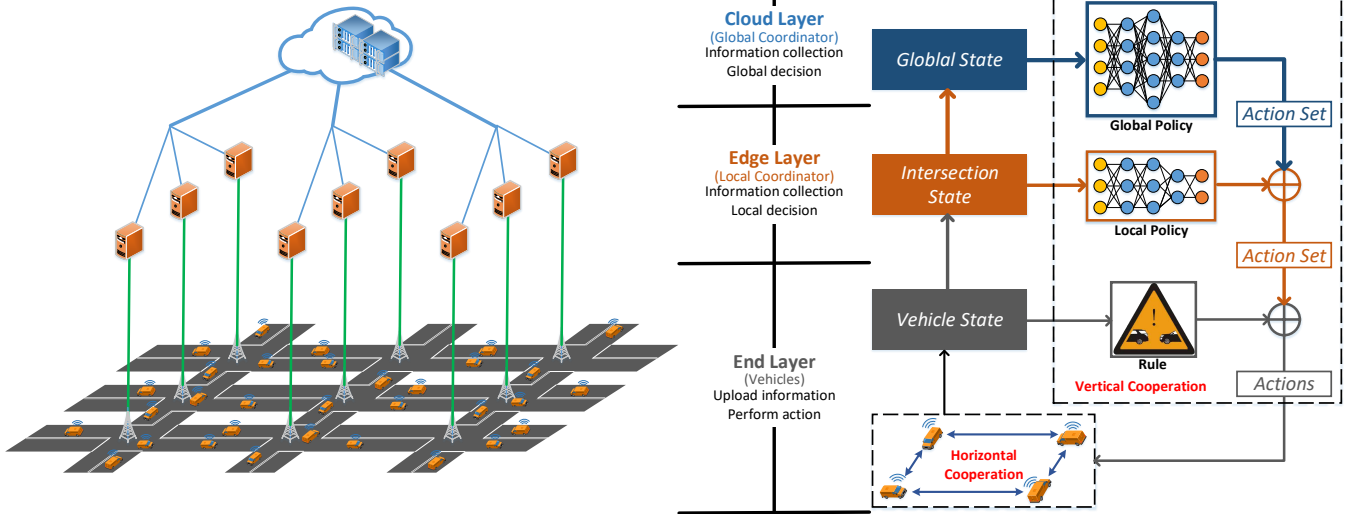 Cloud Layer
(Global Coordinator)
Information collection
Global decision
Globlal State
Global Policy
Action Set
Edge Layer
(Local Coordinator)
Information collection
Local decision
Intersection
State
Local Policy
Action Set
End Layer
(Vehicles)
Upload information
Perform action
Vehicle State
!
Rule
Vertical Cooperation
Actions
Horizontal
Cooperation